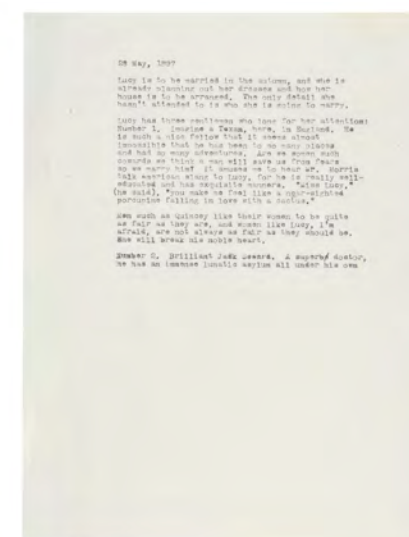 28 May, 1897
Lucy is to be married in the autumn, and she is
already planning out her dresses and how her
house is to be arranged. The only detail she
hasn't attended to is who she is going to marry.
Lucy has three gentlemen who long for her attention:
Number 1, imagine a Texan, here, in England. He
is such a nice fellow that it seems almost
impossible that he has been to so many places
and had so many adventures. Are we women such
cowards we think a man will save us from fears
so we marry him? It amuses me to hear Mr. Morris
talk american slang to Lucy, for he is really well-
educated and has exquisite manners. "Miss Lucy,"
(he said), "you make me feel like a near-sighted
porcupine falling in love with a cactus."
Men such as Quincey like their women to be quite
as fair as they are, and women like Lucy, I'm
afraid, are not always as fair as they should be.
She will break his noble heart.
Number 2, Brilliant Jack Seward. A superb doctor,
he has an immense lunatic asylum all under his own